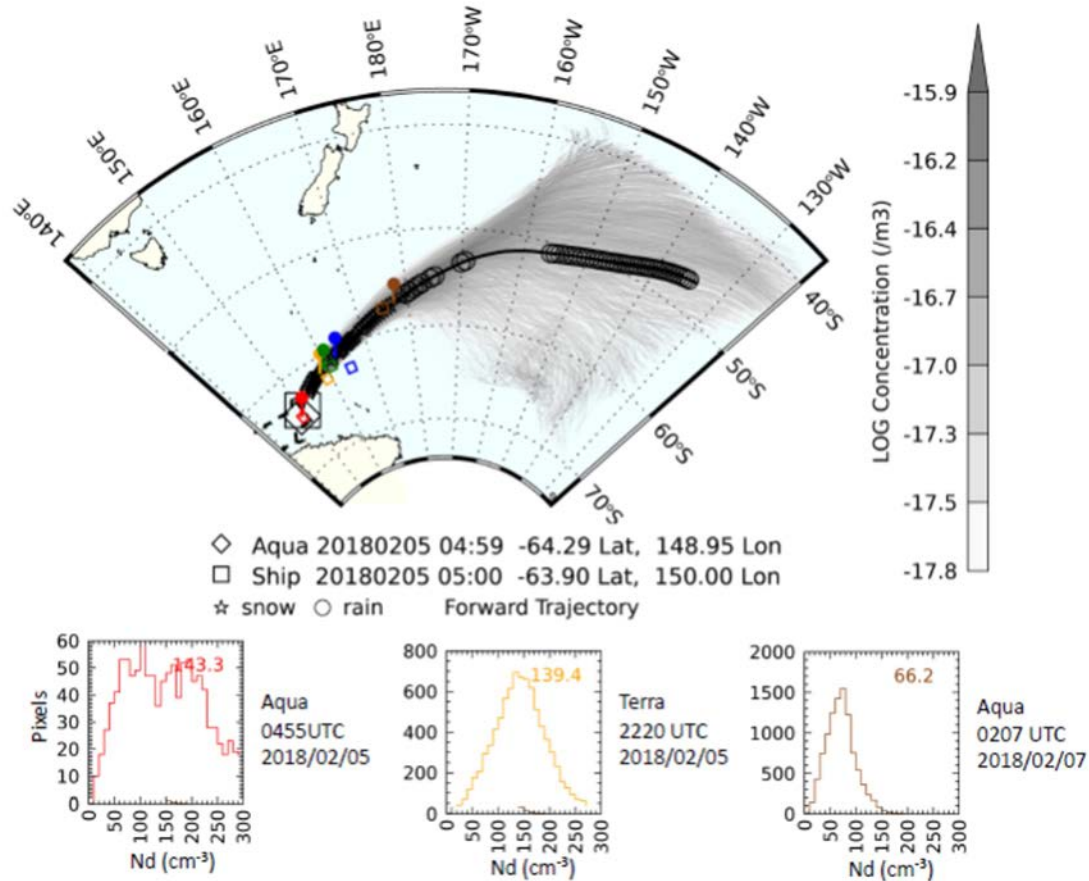 140°E 150°E 160°E 170°E 180°E 170°W 160°W 150°W 140°W 130°W
40°S
50°S
60°S
70°S
LOG Concentration (/m3)
-15.9
-16.2
-16.4
-16.7
-17.0
-17.3
-17.5
-17.8
Aqua 20180205 04:59 -64.29 Lat, 148.95 Lon
Ship 20180205 05:00 -63.90 Lat, 150.00 Lon
snow rain Forward Trajectory
Pixels
60
50
40
30
20
10
0
143.3
0 50 100 150 200 250 300
Nd (cm-3)
Aqua
0455UTC
2018/02/05
800
600
400
200
0
139.4
0 50 100 150 200 250 300
Nd (cm-3)
Terra
2220 UTC
2018/02/05
2000
1500
1000
500
0
66.2
0 50 100 150 200 250 300
Nd (cm-3)
Aqua
0207 UTC
2018/02/07